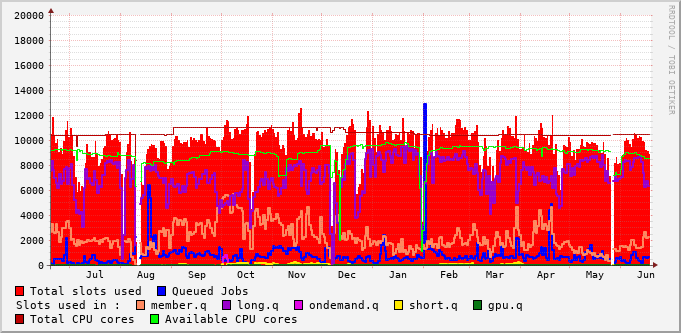 20000
18000
16000
14000
12000
10000
8000
6000
4000
2000
0
Jul Aug Sep Oct Nov Dec Jan Feb Mar Apr May Jun
Total slots used Queued Jobs
Slots used in : member.q long.q ondemand.q short.q gpu.q
Total CPU cores Available CPU cores
RRDTOOL / TOBI OETIKER